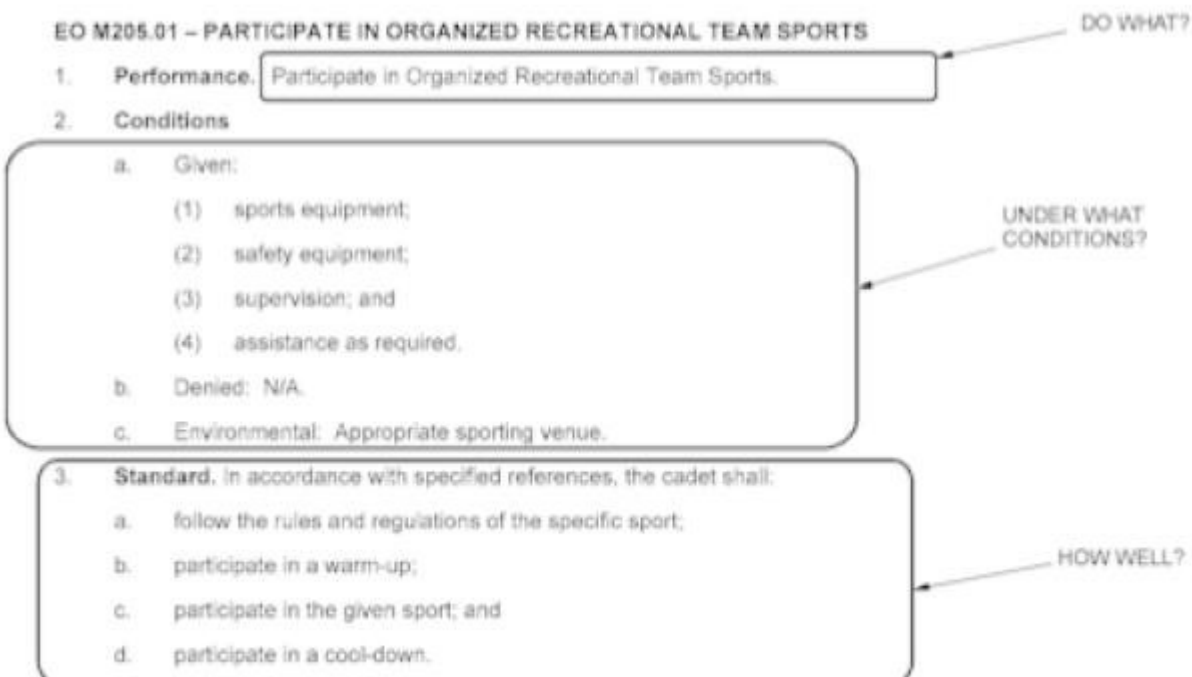 EO M205.01 – PARTICIPATE IN ORGANIZED RECREATIONAL TEAM SPORTS
DO WHAT?
1. Performance. Participate in Organized Recreational Team Sports.
2. Conditions
a. Given:
(1) sports equipment;
(2) safety equipment;
(3) supervision; and
(4) assistance as required.
b. Denied: N/A.
c. Environmental: Appropriate sporting venue.
UNDER WHAT
CONDITIONS?
3. Standard. In accordance with specified references, the cadet shall:
a. follow the rules and regulations of the specific sport;
b. participate in a warm-up;
c. participate in the given sport; and
d. participate in a cool-down.
HOW WELL?